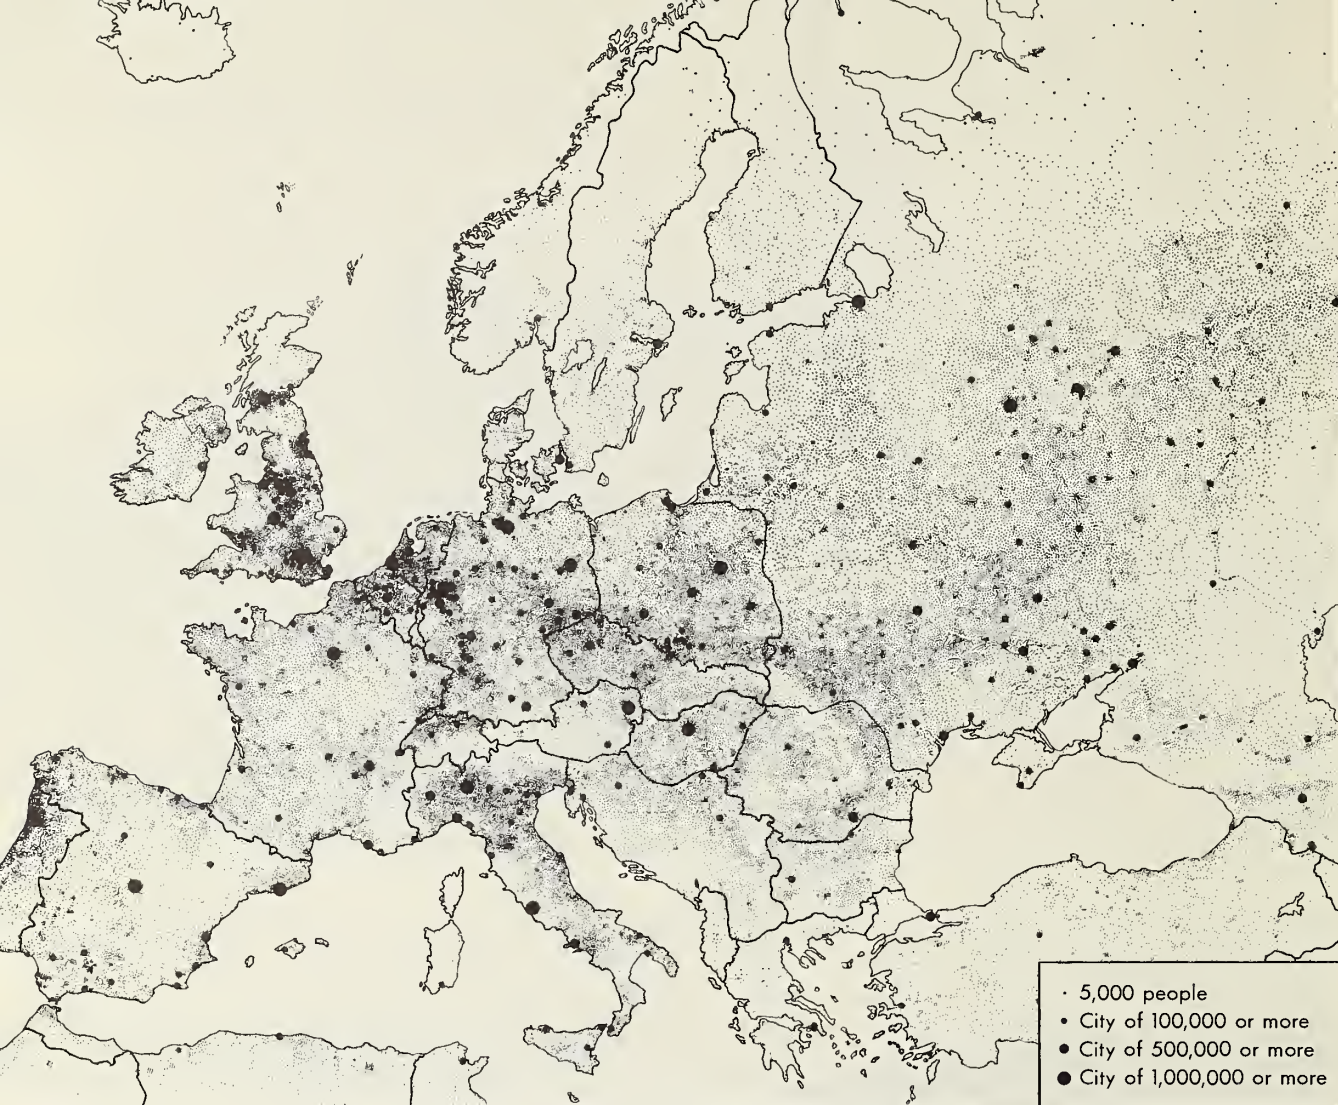 5,000 people
City of 100,000 or more
City of 500,000 or more
City of 1,000,000 or more